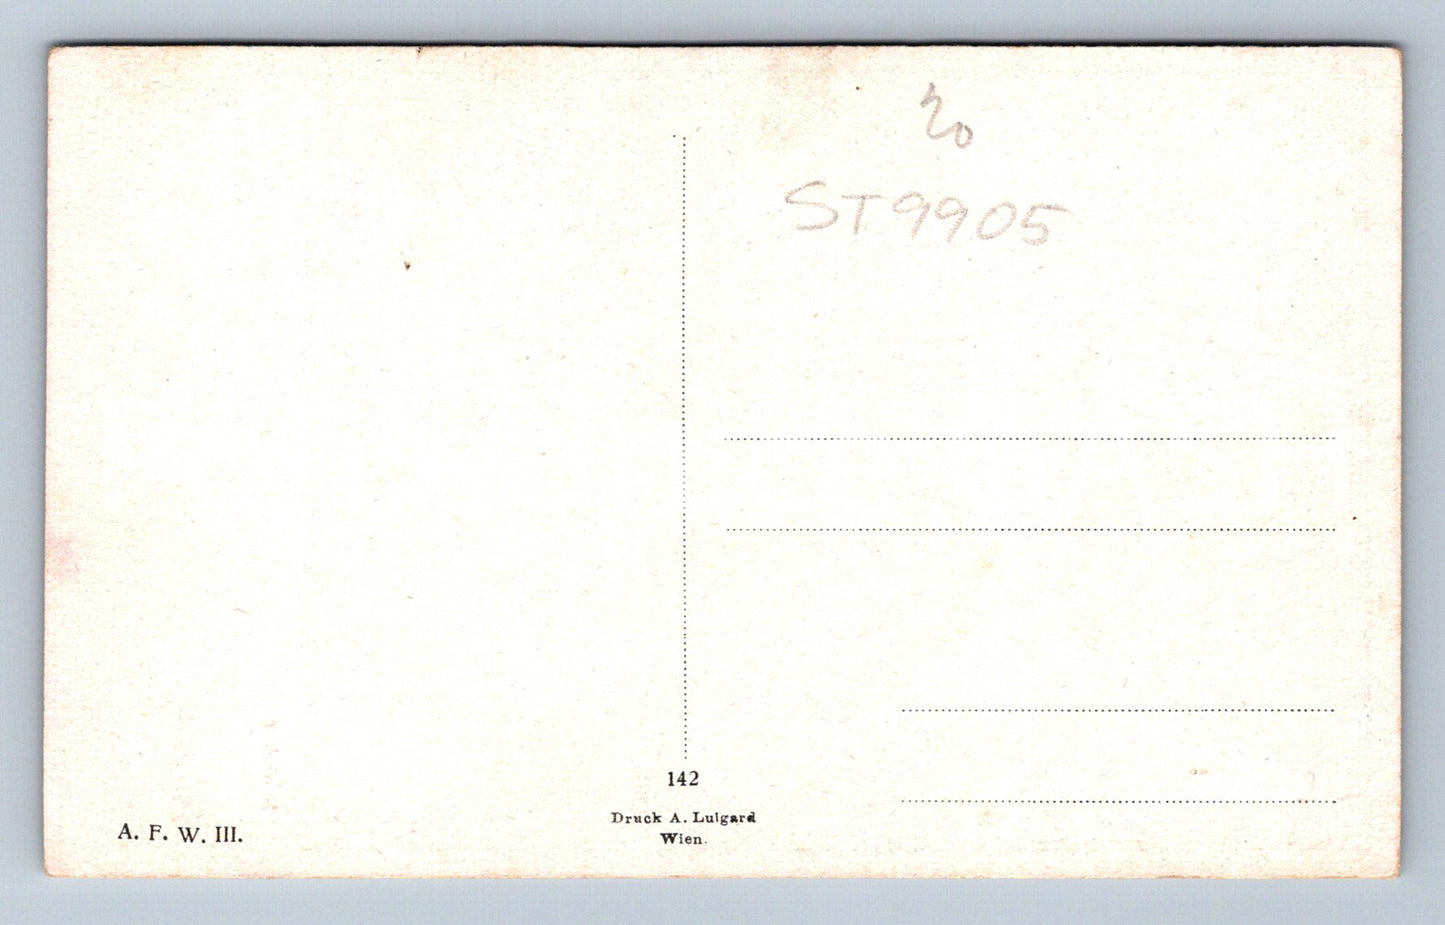 20
ST9905
142
Druck A. Luigard
Wien.
A. F. W. III.